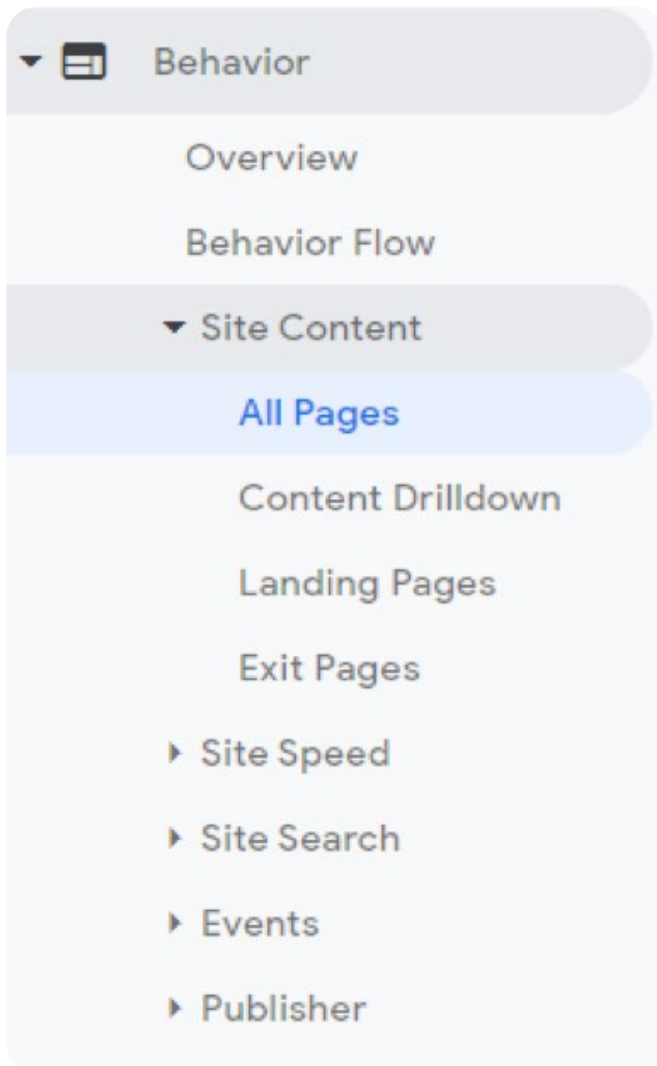 Behavior
Overview
Behavior Flow
Site Content
All Pages
Content Drilldown
Landing Pages
Exit Pages
Site Speed
Site Search
Events
Publisher